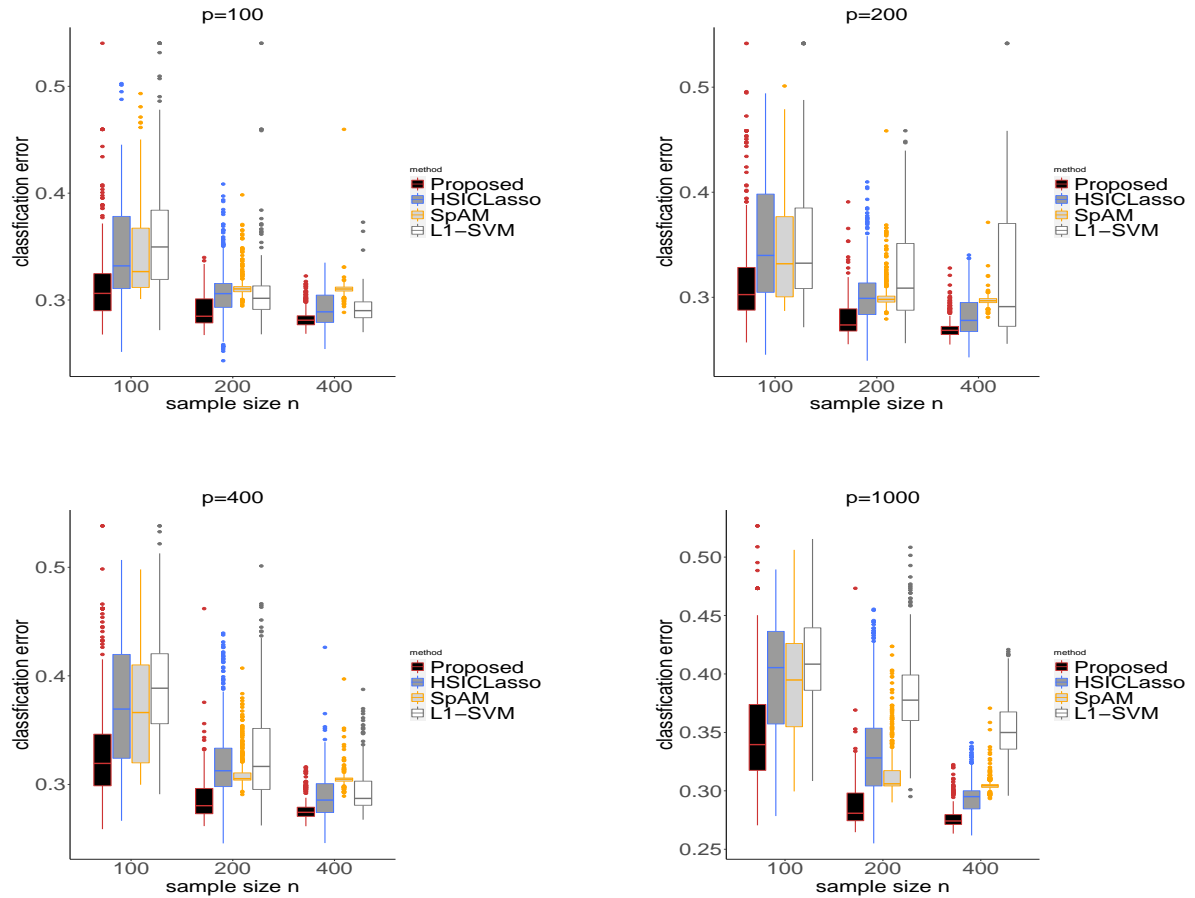 p=100
classfication error
0.5
0.4
0.3
100
200
400
sample size n
method
Proposed
HSICLasso
SpAM
L1−SVM
p=200
classfication error
0.5
0.4
0.3
100
200
400
sample size n
method
Proposed
HSICLasso
SpAM
L1−SVM
p=400
classfication error
0.5
0.4
0.3
100
200
400
sample size n
method
Proposed
HSICLasso
SpAM
L1−SVM
p=1000
classfication error
0.50
0.45
0.40
0.35
0.30
0.25
100
200
400
sample size n
method
Proposed
HSICLasso
SpAM
L1−SVM